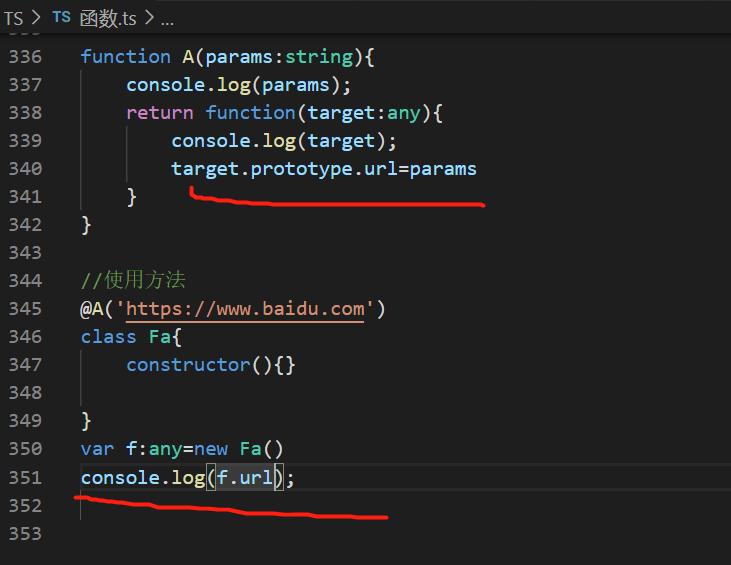 TS > TS 函数.ts > ...
336 function A(params:string){
337 console.log(params);
338 return function(target:any){
339 console.log(target);
340 target.prototype.url=params
341 }
342 }
343
344 //使用方法
345 @A('https://www.baidu.com')
346 class Fa{
347 constructor(){}
348
349 }
350 var f:any=new Fa()
351 console.log(f.url);
352
353